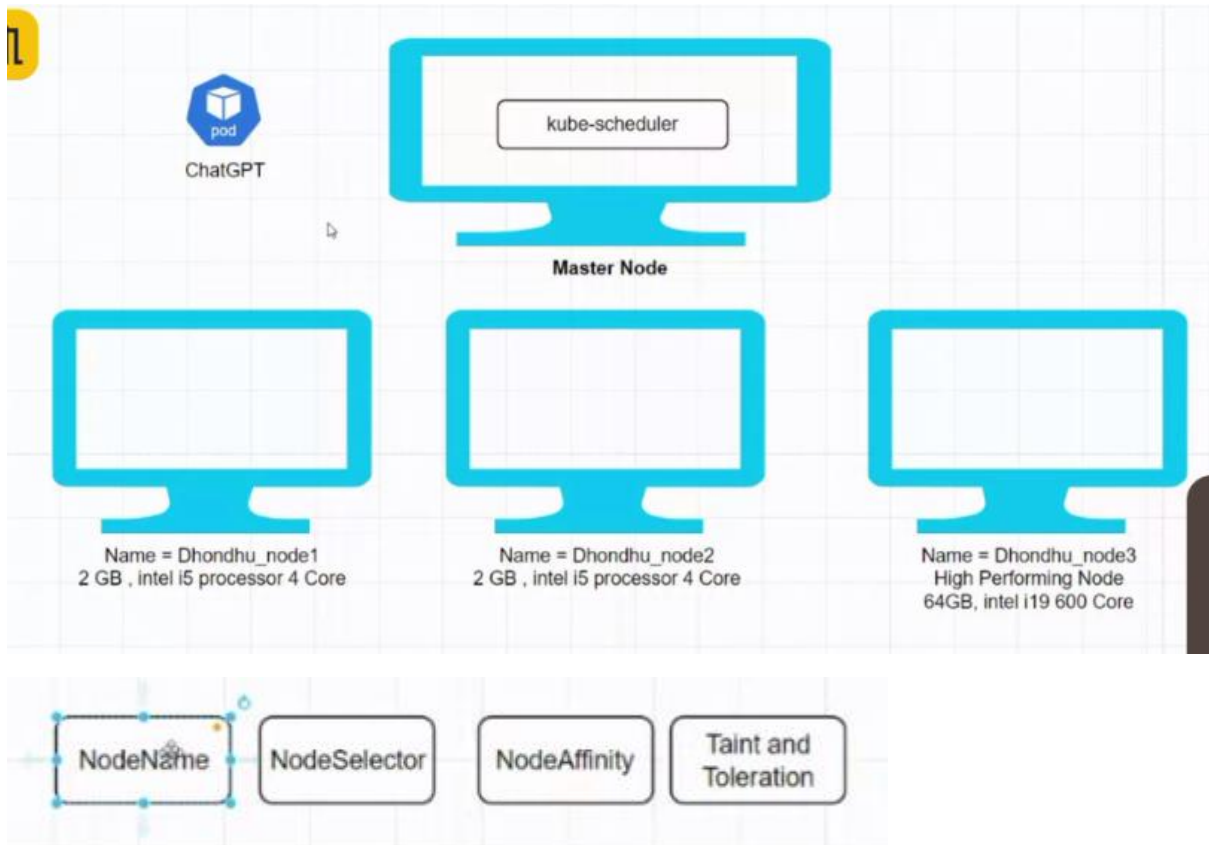 kube-scheduler
pod
ChatGPT
Master Node
Name = Dhondhu_node1
2 GB , intel i5 processor 4 Core
Name = Dhondhu_node2
2 GB , intel i5 processor 4 Core
Name = Dhondhu_node3
High Performing Node
64GB, intel i19 600 Core
NodeName
NodeSelector
NodeAffinity
Taint and
Toleration